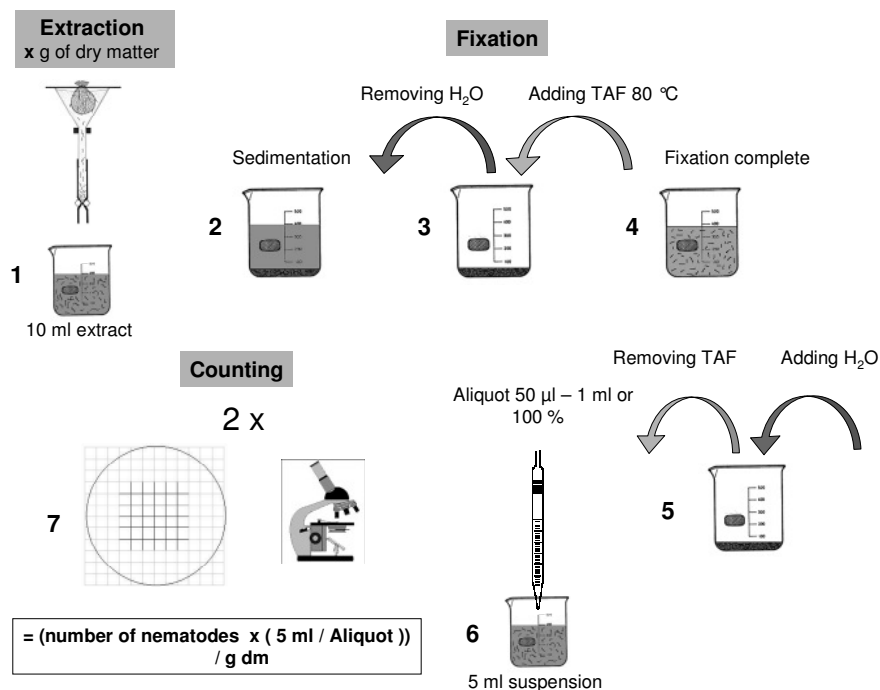 Extraction
x g of dry matter
Fixation
Removing H₂O
Adding TAF 80 °C
Sedimentation
Fixation complete
2
3
4
1
10 ml extract
Removing TAF
Adding H₂O
Counting
Aliquot 50 µl – 1 ml or
100 %
2 x
7
5
= (number of nematodes x ( 5 ml / Aliquot ))
/ g dm
6
5 ml suspension